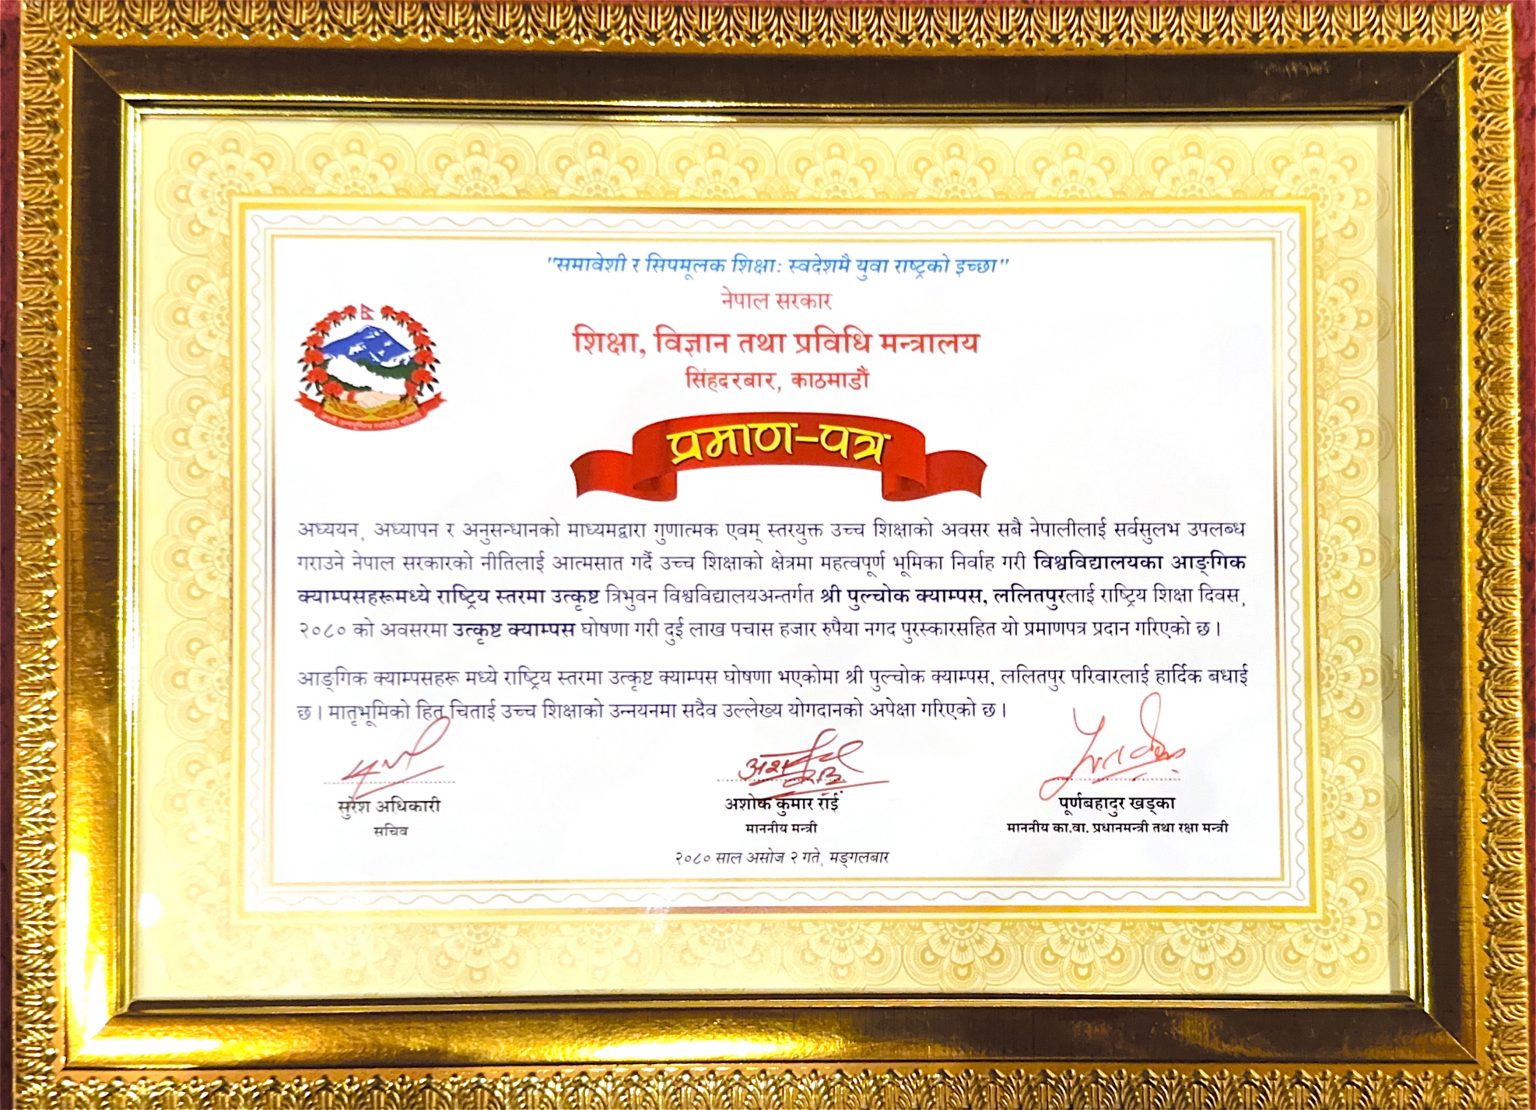 "समावेशी र सिपमूलक शिक्षाः स्वदेशमै युवा राष्ट्रको इच्छा"
नेपाल सरकार
शिक्षा, विज्ञान तथा प्रविधि मन्त्रालय
सिंहदरबार, काठमाडौं
प्रमाण-पत्र
अध्ययन, अध्यापन र अनुसन्धानको माध्यमद्वारा गुणात्मक एवम् स्तरयुक्त उच्च शिक्षाको अवसर सबै नेपालीलाई सर्वसुलभ उपलब्ध
गराउने नेपाल सरकारको नीतिलाई आत्मसात गर्दै उच्च शिक्षाको क्षेत्रमा महत्वपूर्ण भूमिका निर्वाह गरी विश्वविद्यालयका आङ्गिक
क्याम्पसहरूमध्ये राष्ट्रिय स्तरमा उत्कृष्ट त्रिभुवन विश्वविद्यालयअन्तर्गत श्री पुल्चोक क्याम्पस, ललितपुरलाई राष्ट्रिय शिक्षा दिवस,
२०८० को अवसरमा उत्कृष्ट क्याम्पस घोषणा गरी दुई लाख पचास हजार रुपैया नगद पुरस्कारसहित यो प्रमाणपत्र प्रदान गरिएको छ।
आङ्गिक क्याम्पसहरू मध्ये राष्ट्रिय स्तरमा उत्कृष्ट क्याम्पस घोषणा भएकोमा श्री पुल्चोक क्याम्पस, ललितपुर परिवारलाई हार्दिक बधाई
छ। मातृभूमिको हित चिताई उच्च शिक्षाको उन्नयनमा सदैव उल्लेख्य योगदानको अपेक्षा गरिएको छ।
सुरेश अधिकारी अशोक कुमार राई पूर्णबहादुर खड्का
सचिव माननीय मन्त्री माननीय का.वा. प्रधानमन्त्री तथा रक्षा मन्त्री
२०८० साल असोज २ गते, मङ्गलबार